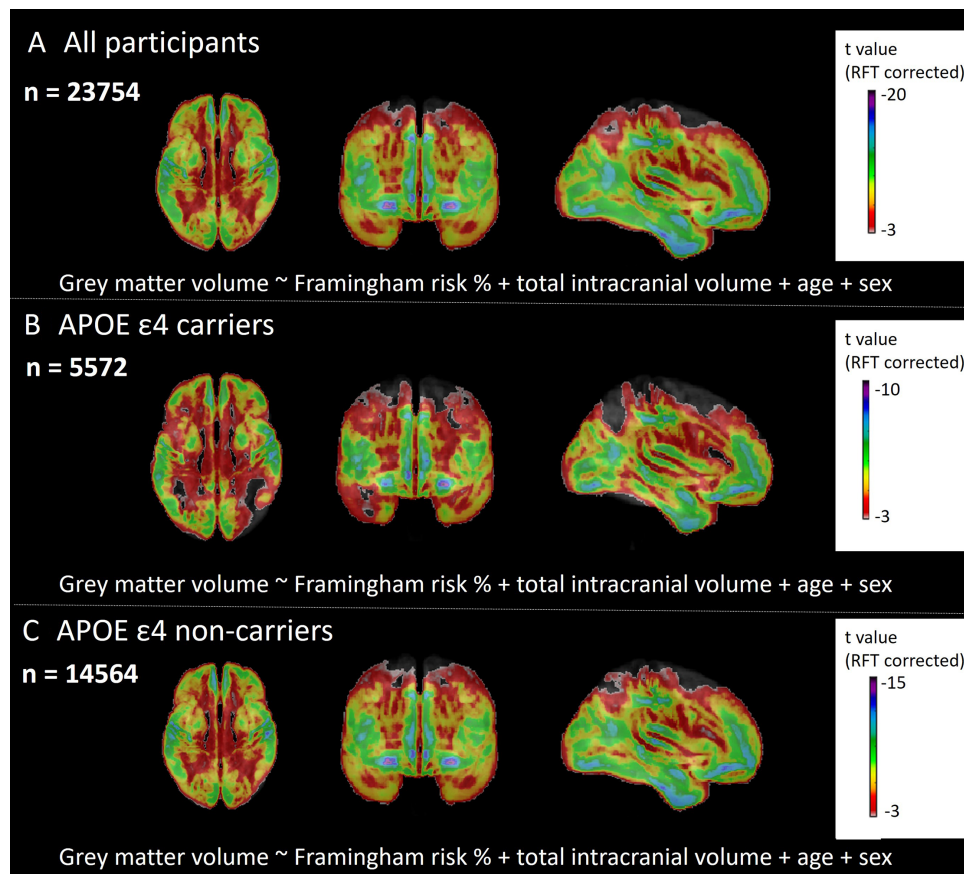 A All participants
n = 23754
t value
(RFT corrected)
-20
-3
Grey matter volume ~ Framingham risk % + total intracranial volume + age + sex
B APOE ε4 carriers
n = 5572
t value
(RFT corrected)
-10
-3
Grey matter volume ~ Framingham risk % + total intracranial volume + age + sex
C APOE ε4 non-carriers
n = 14564
t value
(RFT corrected)
-15
-3
Grey matter volume ~ Framingham risk % + total intracranial volume + age + sex